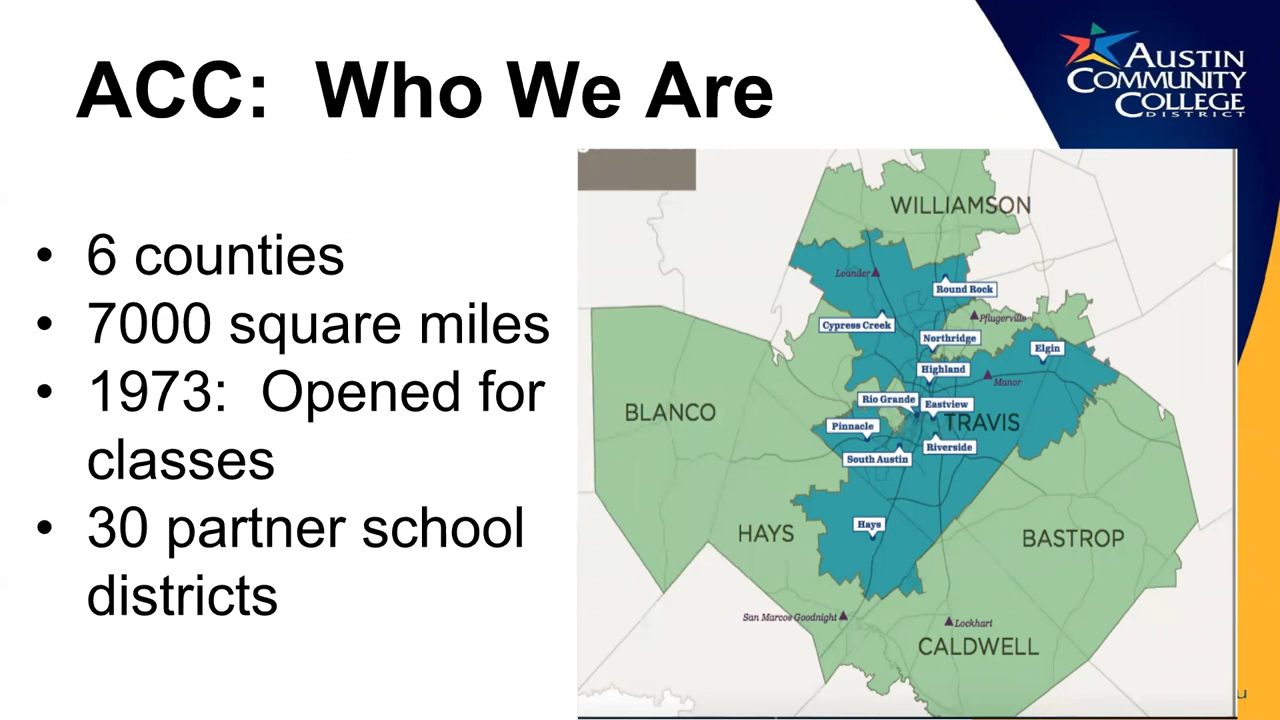 ACC: Who We Are
AUSTIN
COMMUNITY
COLLEGE
DISTRICT
• 6 counties
• 7000 square miles
• 1973: Opened for
classes
• 30 partner school
districts
WILLIAMSON
Leander
Round Rock
Cypress Creek
Pflugerville
Northridge
Elgin
Highland
Manor
Rio Grande
Eastview
BLANCO
TRAVIS
Pinnacle
Riverside
South Austin
Hays
HAYS
BASTROP
San Marcos Goodnight
Lockhart
CALDWELL
u